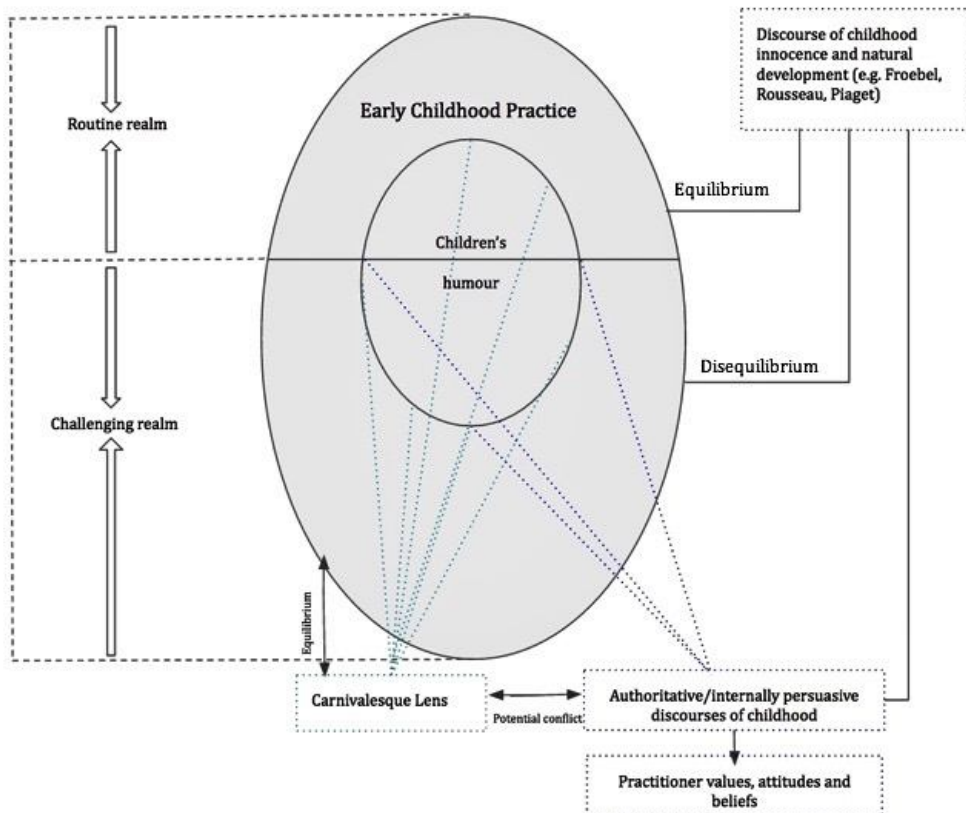 Discourse of childhood
innocence and natural
development (e.g. Froebel,
Rousseau, Piaget)
Early Childhood Practice
Routine realm
Equilibrium
Children's
humour
Disequilibrium
Challenging realm
Equilibrium
Carnivalesque Lens
Potential conflict
Authoritative/internally persuasive
discourses of childhood
Practitioner values, attitudes and
beliefs